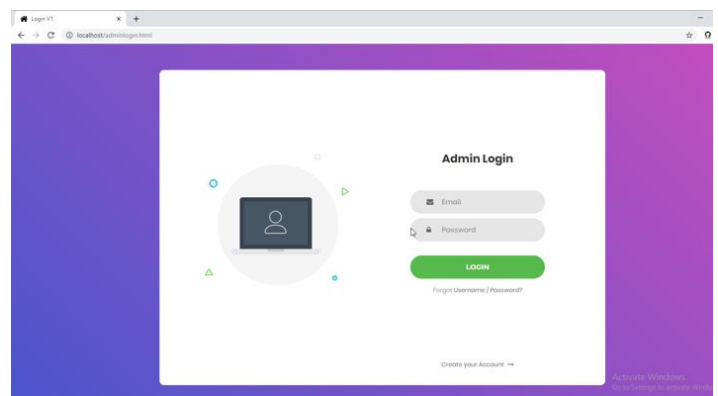 Login V1
localhost/adminlogin.html
Admin Login
Email
Password
LOGIN
Forgot Username / Password?
Create your Account →
Activate Windows
Go to Settings to activate Windo